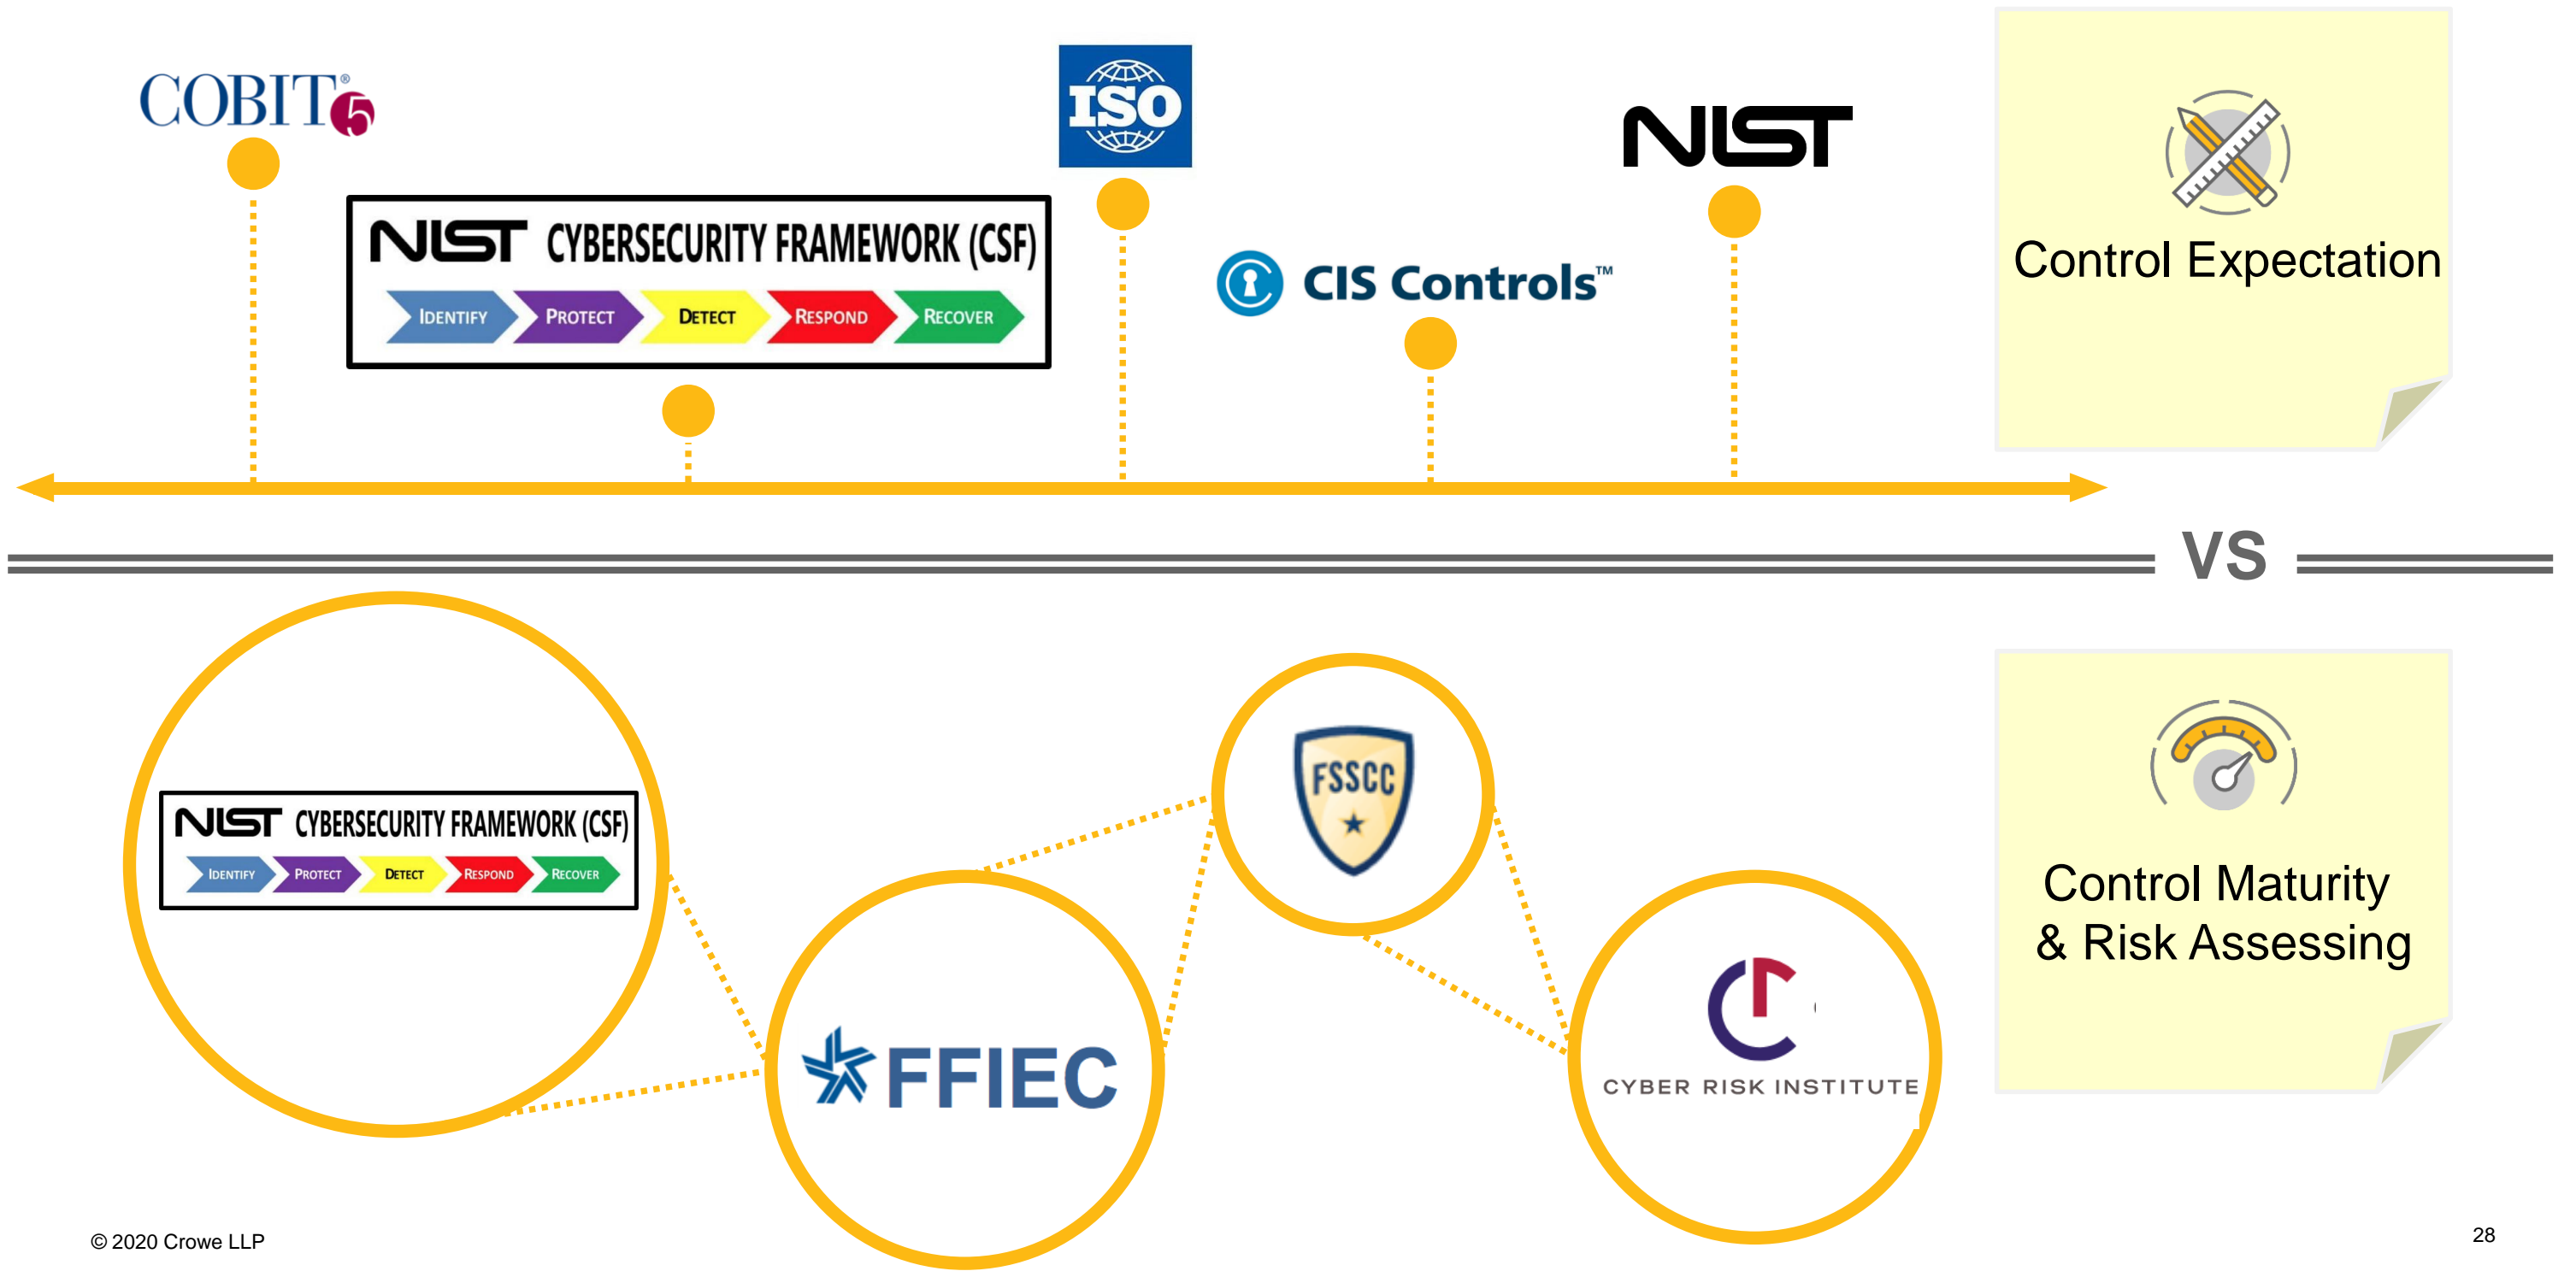 COBIT® 5
ISO
NIST
NIST CYBERSECURITY FRAMEWORK (CSF)
IDENTIFY PROTECT DETECT RESPOND RECOVER
CIS Controls™
Control Expectation
VS
FSSCC
NIST CYBERSECURITY FRAMEWORK (CSF)
IDENTIFY PROTECT DETECT RESPOND RECOVER
FFIEC
CYBER RISK INSTITUTE
Control Maturity
& Risk Assessing
© 2020 Crowe LLP
28